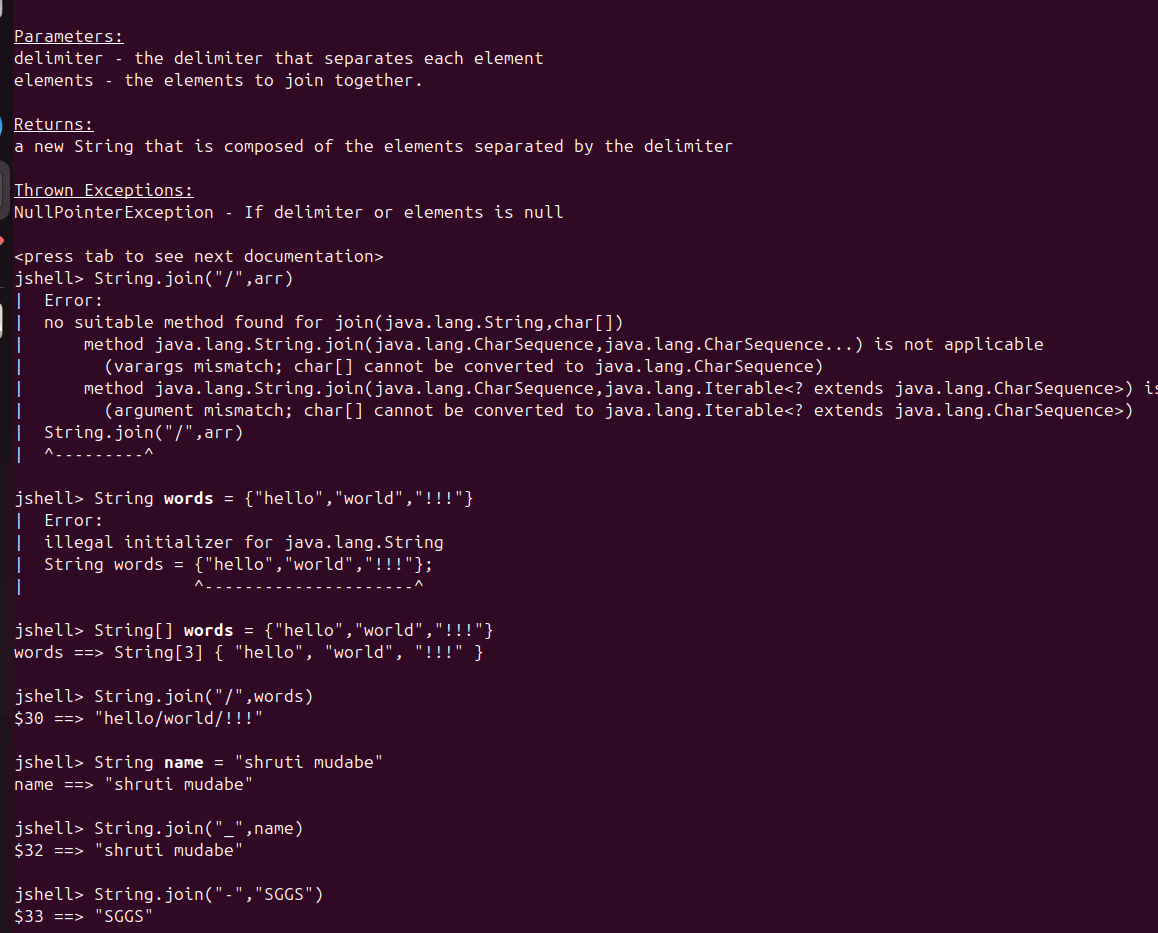 Parameters:
delimiter - the delimiter that separates each element
elements - the elements to join together.
Returns:
a new String that is composed of the elements separated by the delimiter
Thrown Exceptions:
NullPointerException - If delimiter or elements is null
<press tab to see next documentation>
jshell> String.join("/",arr)
|  Error:
|  no suitable method found for join(java.lang.String,char[])
|      method java.lang.String.join(java.lang.CharSequence,java.lang.CharSequence...) is not applicable
|        (varargs mismatch; char[] cannot be converted to java.lang.CharSequence)
|      method java.lang.String.join(java.lang.CharSequence,java.lang.Iterable<? extends java.lang.CharSequence>) is
|        (argument mismatch; char[] cannot be converted to java.lang.Iterable<? extends java.lang.CharSequence>)
|  String.join("/",arr)
|  ^---------^
jshell> String words = {"hello","world","!!!"}
|  Error:
|  illegal initializer for java.lang.String
|  String words = {"hello","world","!!!"};
|                 ^---------------------^
jshell> String[] words = {"hello","world","!!!"}
words ==> String[3] { "hello", "world", "!!!" }
jshell> String.join("/",words)
$30 ==> "hello/world/!!!"
jshell> String name = "shruti mudabe"
name ==> "shruti mudabe"
jshell> String.join("_",name)
$32 ==> "shruti mudabe"
jshell> String.join("-","SGGS")
$33 ==> "SGGS"